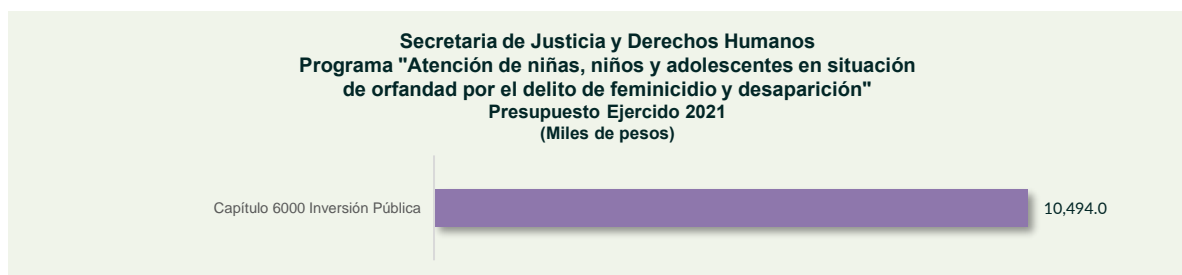 Secretaria de Justicia y Derechos Humanos
Programa "Atención de niñas, niños y adolescentes en situación
de orfandad por el delito de feminicidio y desaparición"
Presupuesto Ejercido 2021
(Miles de pesos)
Capítulo 6000 Inversión Pública
10,494.0